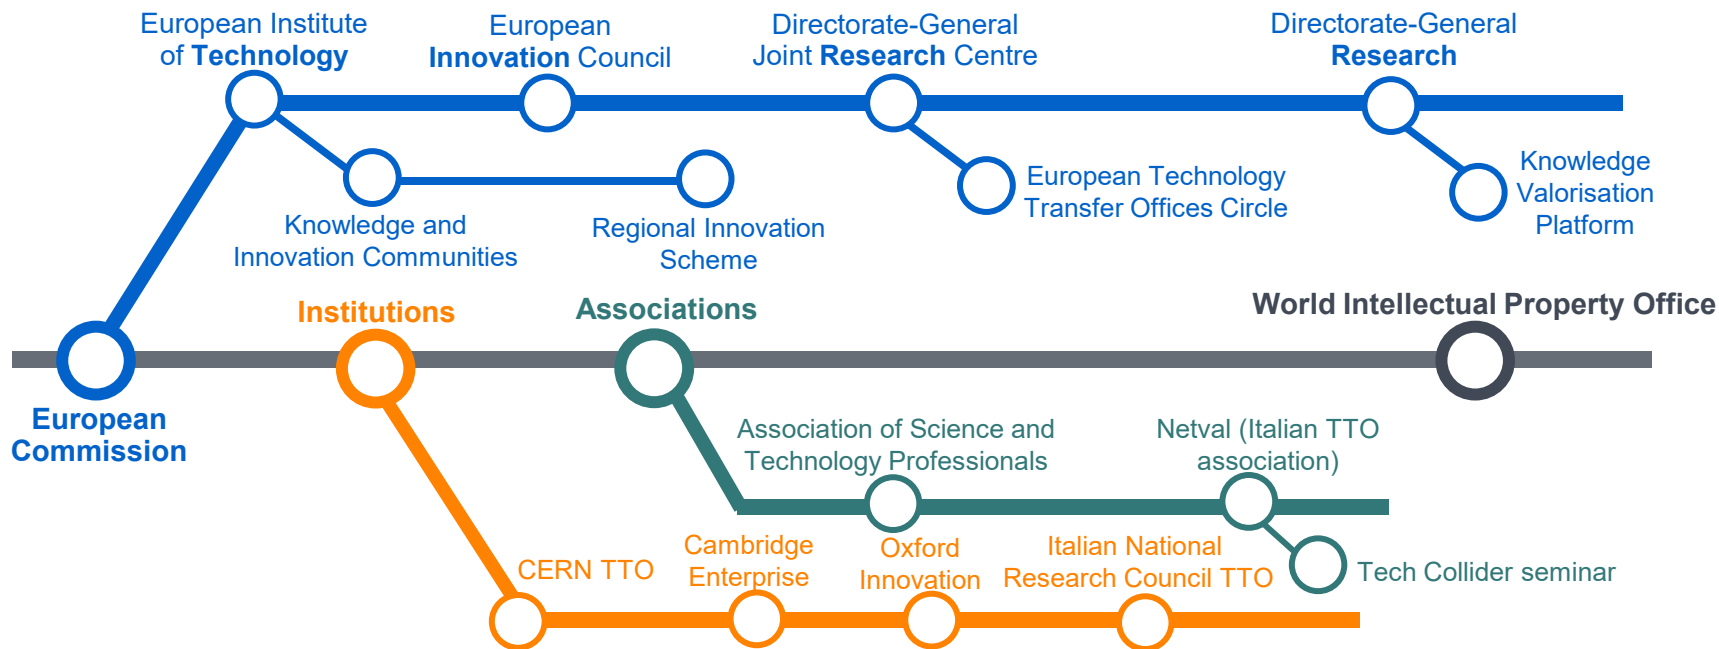 European Institute
of Technology
European
Innovation Council
Directorate-General
Joint Research Centre
Directorate-General
Research
Knowledge and
Innovation Communities
Regional Innovation
Scheme
European Technology
Transfer Offices Circle
Knowledge
Valorisation
Platform
European
Commission
Institutions
Associations
World Intellectual Property Office
Association of Science and
Technology Professionals
Netval (Italian TTO
association)
Tech Collider seminar
CERN TTO
Cambridge
Enterprise
Oxford
Innovation
Italian National
Research Council TTO